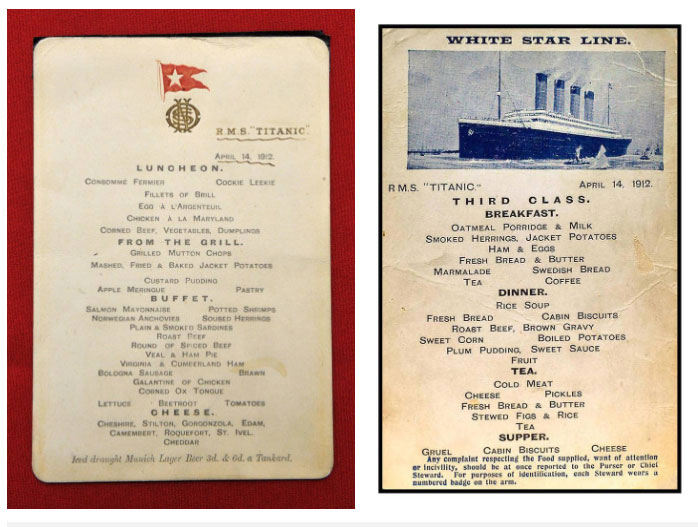 R.M.S. "TITANIC."
APRIL 14, 1912.
LUNCHEON.
CONSOMMÉ FERMIER COCKIE LEEKIE
FILLETS OF BRILL
EGG À L'ARGENTEUIL
CHICKEN À LA MARYLAND
CORNED BEEF, VEGETABLES, DUMPLINGS
FROM THE GRILL.
GRILLED MUTTON CHOPS
MASHED, FRIED & BAKED JACKET POTATOES
CUSTARD PUDDING
APPLE MERINGUE PASTRY
BUFFET.
SALMON MAYONNAISE POTTED SHRIMPS
NORWEGIAN ANCHOVIES SOUSED HERRINGS
PLAIN & SMOKED SARDINES
ROAST BEEF
ROUND OF SPICED BEEF
VEAL & HAM PIE
VIRGINIA & CUMBERLAND HAM
BOLOGNA SAUSAGE BRAWN
GALANTINE OF CHICKEN
CORNED OX TONGUE
LETTUCE BEETROOT TOMATOES
CHEESE.
CHESHIRE, STILTON, GORGONZOLA, EDAM,
CAMEMBERT, ROQUEFORT, ST. IVEL.
CHEDDAR
Iced draught Munich Lager Beer 3d. & 6d. a Tankard.
WHITE STAR LINE.
R.M.S. "TITANIC." APRIL 14, 1912.
THIRD CLASS.
BREAKFAST.
OATMEAL PORRIDGE & MILK
SMOKED HERRINGS, JACKET POTATOES
HAM & EGGS
FRESH BREAD & BUTTER
MARMALADE SWEDISH BREAD
TEA COFFEE
DINNER.
RICE SOUP
FRESH BREAD CABIN BISCUITS
ROAST BEEF, BROWN GRAVY
SWEET CORN BOILED POTATOES
PLUM PUDDING, SWEET SAUCE
FRUIT
TEA.
COLD MEAT
CHEESE PICKLES
FRESH BREAD & BUTTER
STEWED FIGS & RICE
TEA
SUPPER.
GRUEL CABIN BISCUITS CHEESE
Any complaint respecting the Food supplied, want of attention
or incivility, should be at once reported to the Purser or Chief
Steward. For purposes of identification, each Steward wears a
numbered badge on the arm.